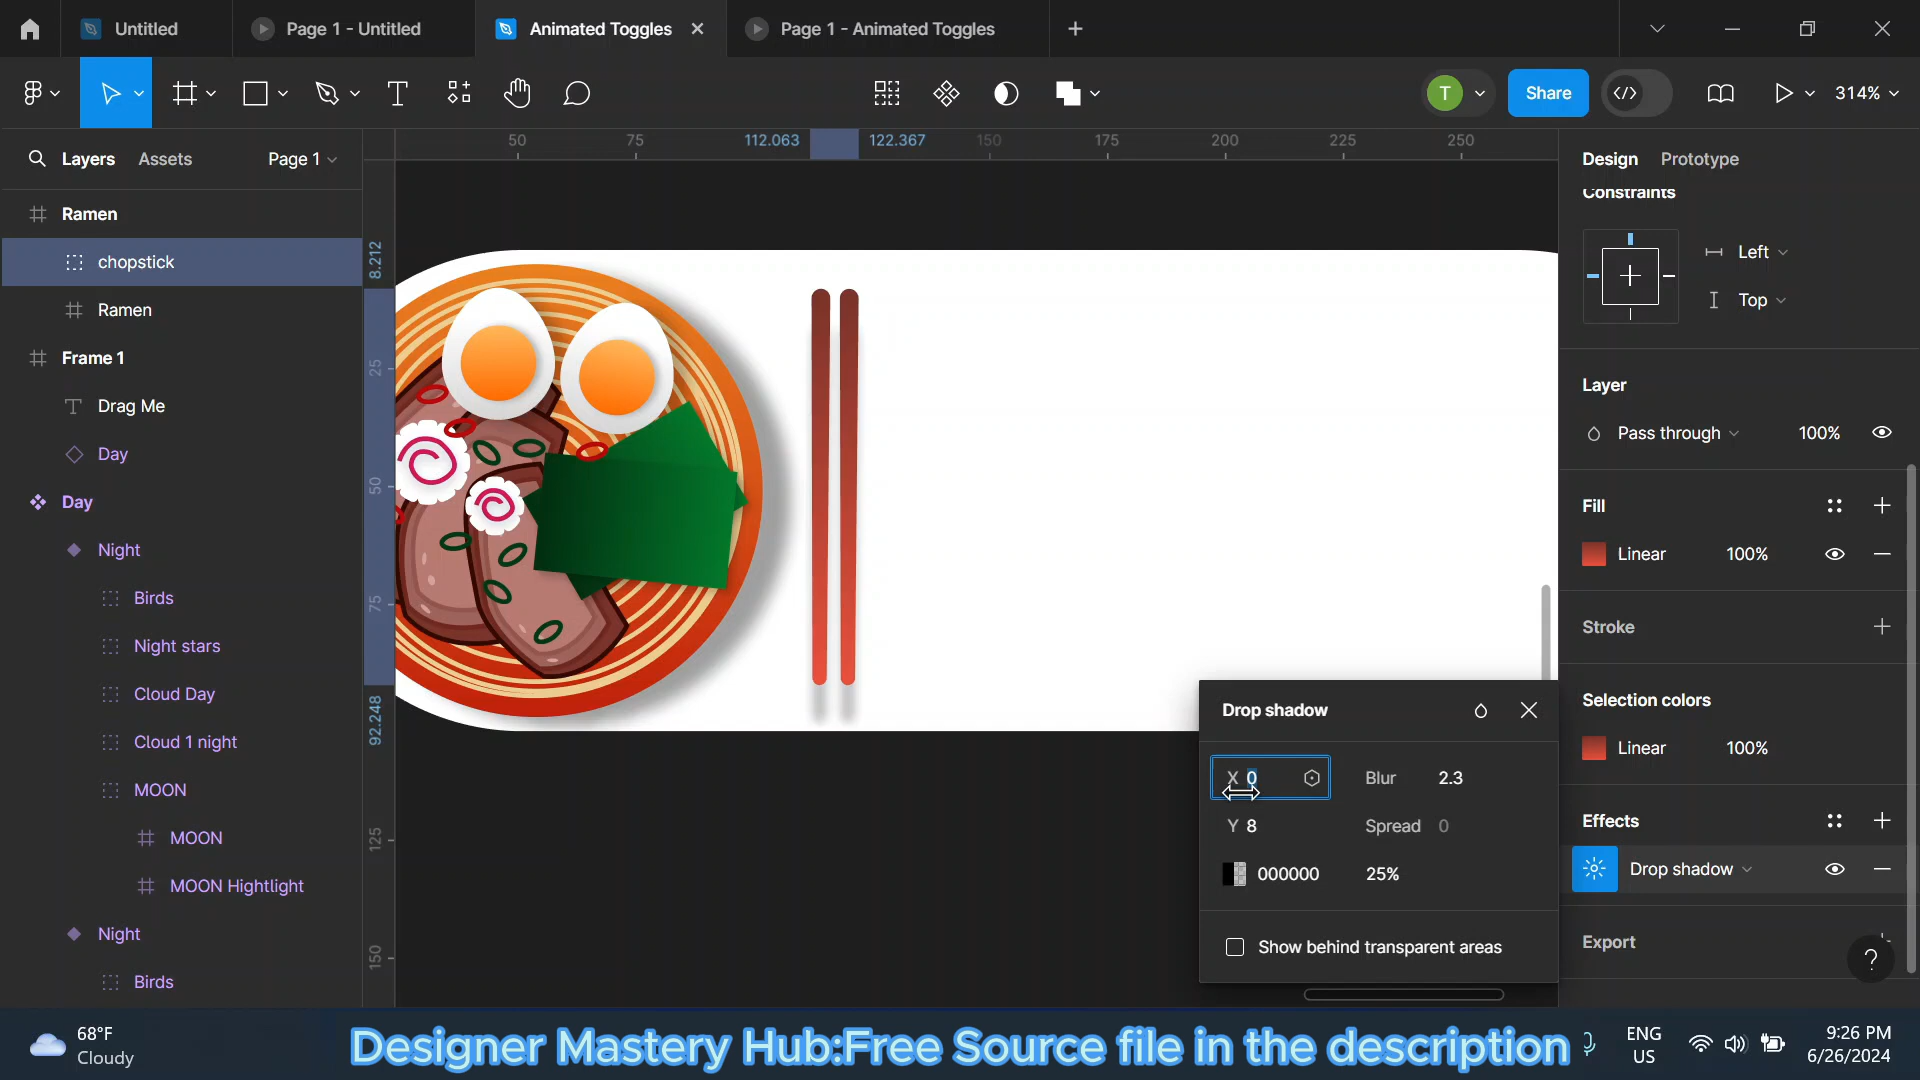 Untitled
Page 1 - Untitled
Animated Toggles
Page 1 - Animated Toggles
T
Share
314%
Layers
Assets
Page 1
Ramen
chopstick
Ramen
Frame 1
Drag Me
Day
Day
Night
Birds
Night stars
Cloud Day
Cloud 1 night
MOON
MOON
MOON Hightlight
Night
Birds
50
75
112.063
122.367
150
175
200
225
250
8.212
25
50
75
92.248
125
150
Design
Prototype
Constraints
Left
Top
Layer
Pass through
100%
Fill
Linear
100%
Stroke
Selection colors
Linear
100%
Effects
Drop shadow
Export
?
Drop shadow
X 0
Blur
2.3
Y 8
Spread
0
000000
25%
Show behind transparent areas
68°F
Cloudy
Designer Mastery Hub:Free Source file in the description
ENG
US
9:26 PM
6/26/2024